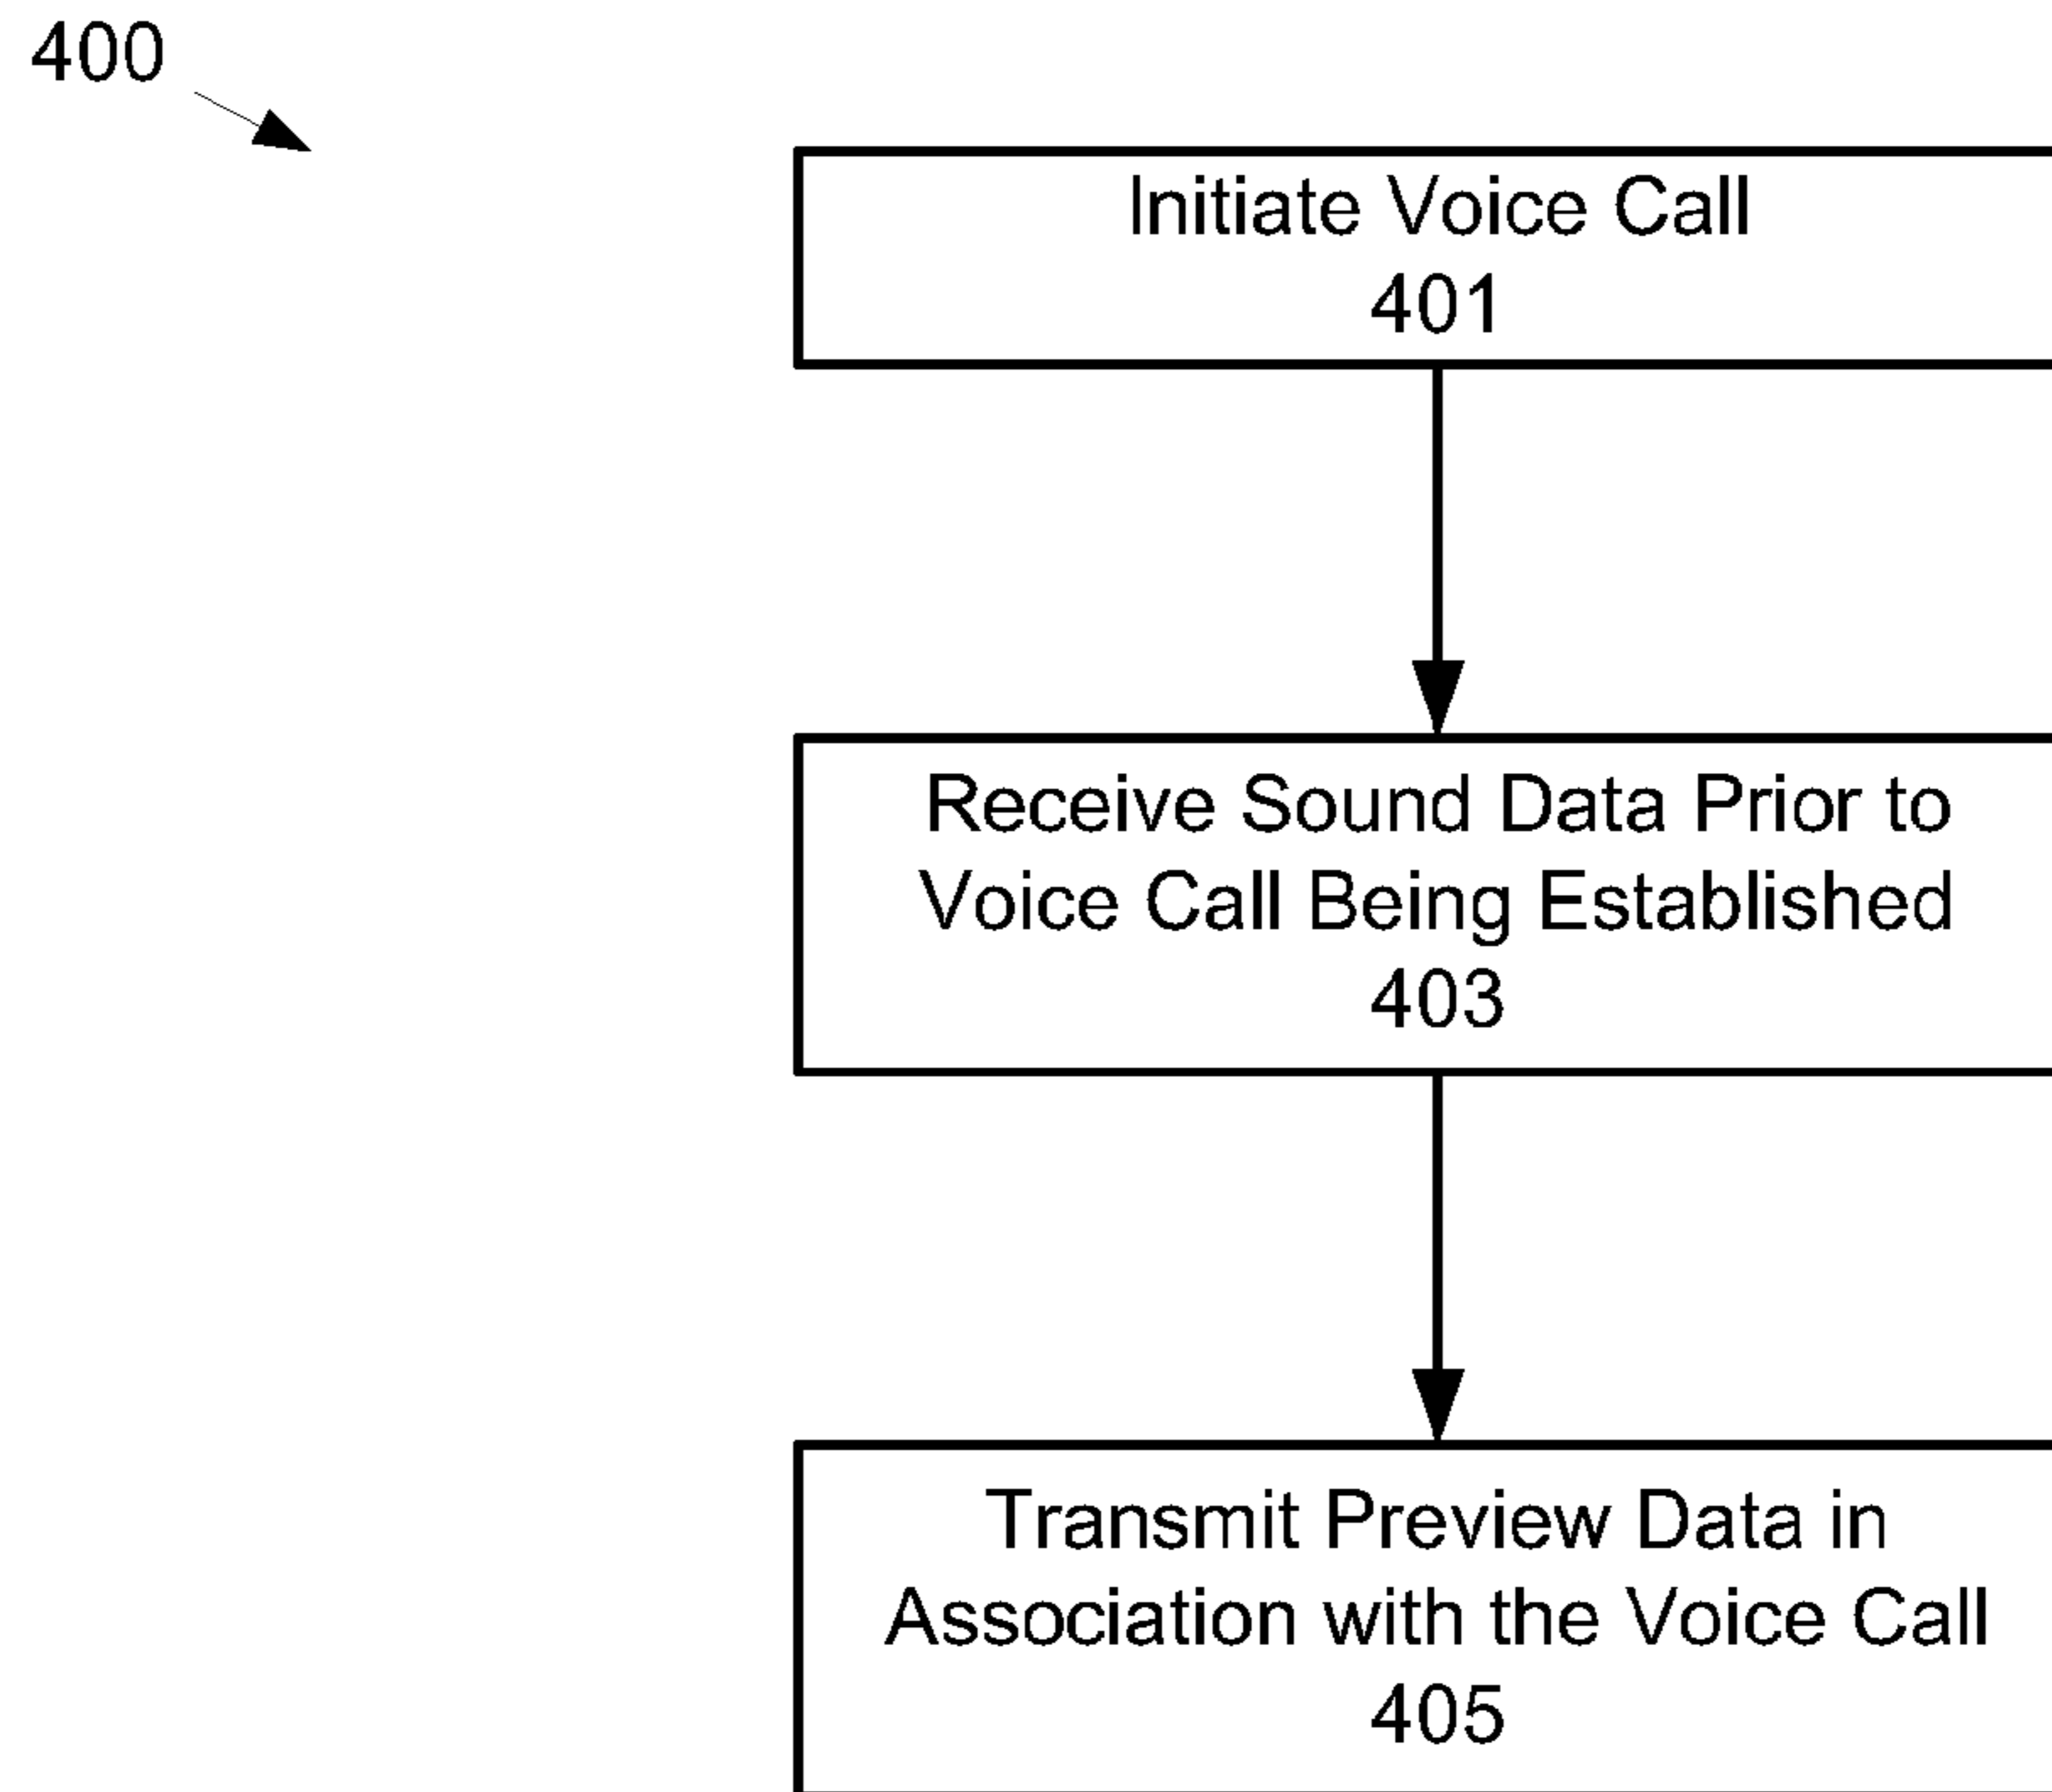 400
Initiate Voice Call
401
Receive Sound Data Prior to
Voice Call Being Established
403
Transmit Preview Data in
Association with the Voice Call
405